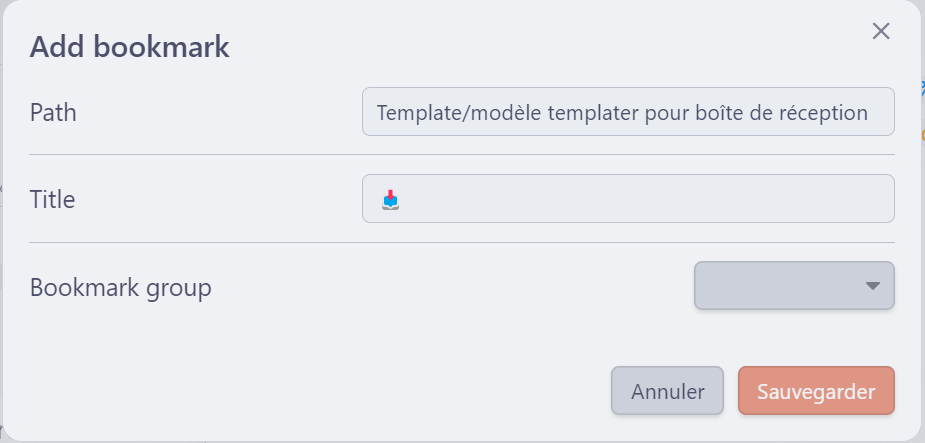 Add bookmark
Path
Template/modèle templater pour boîte de réception
Title
📥
Bookmark group
Annuler
Sauvegarder